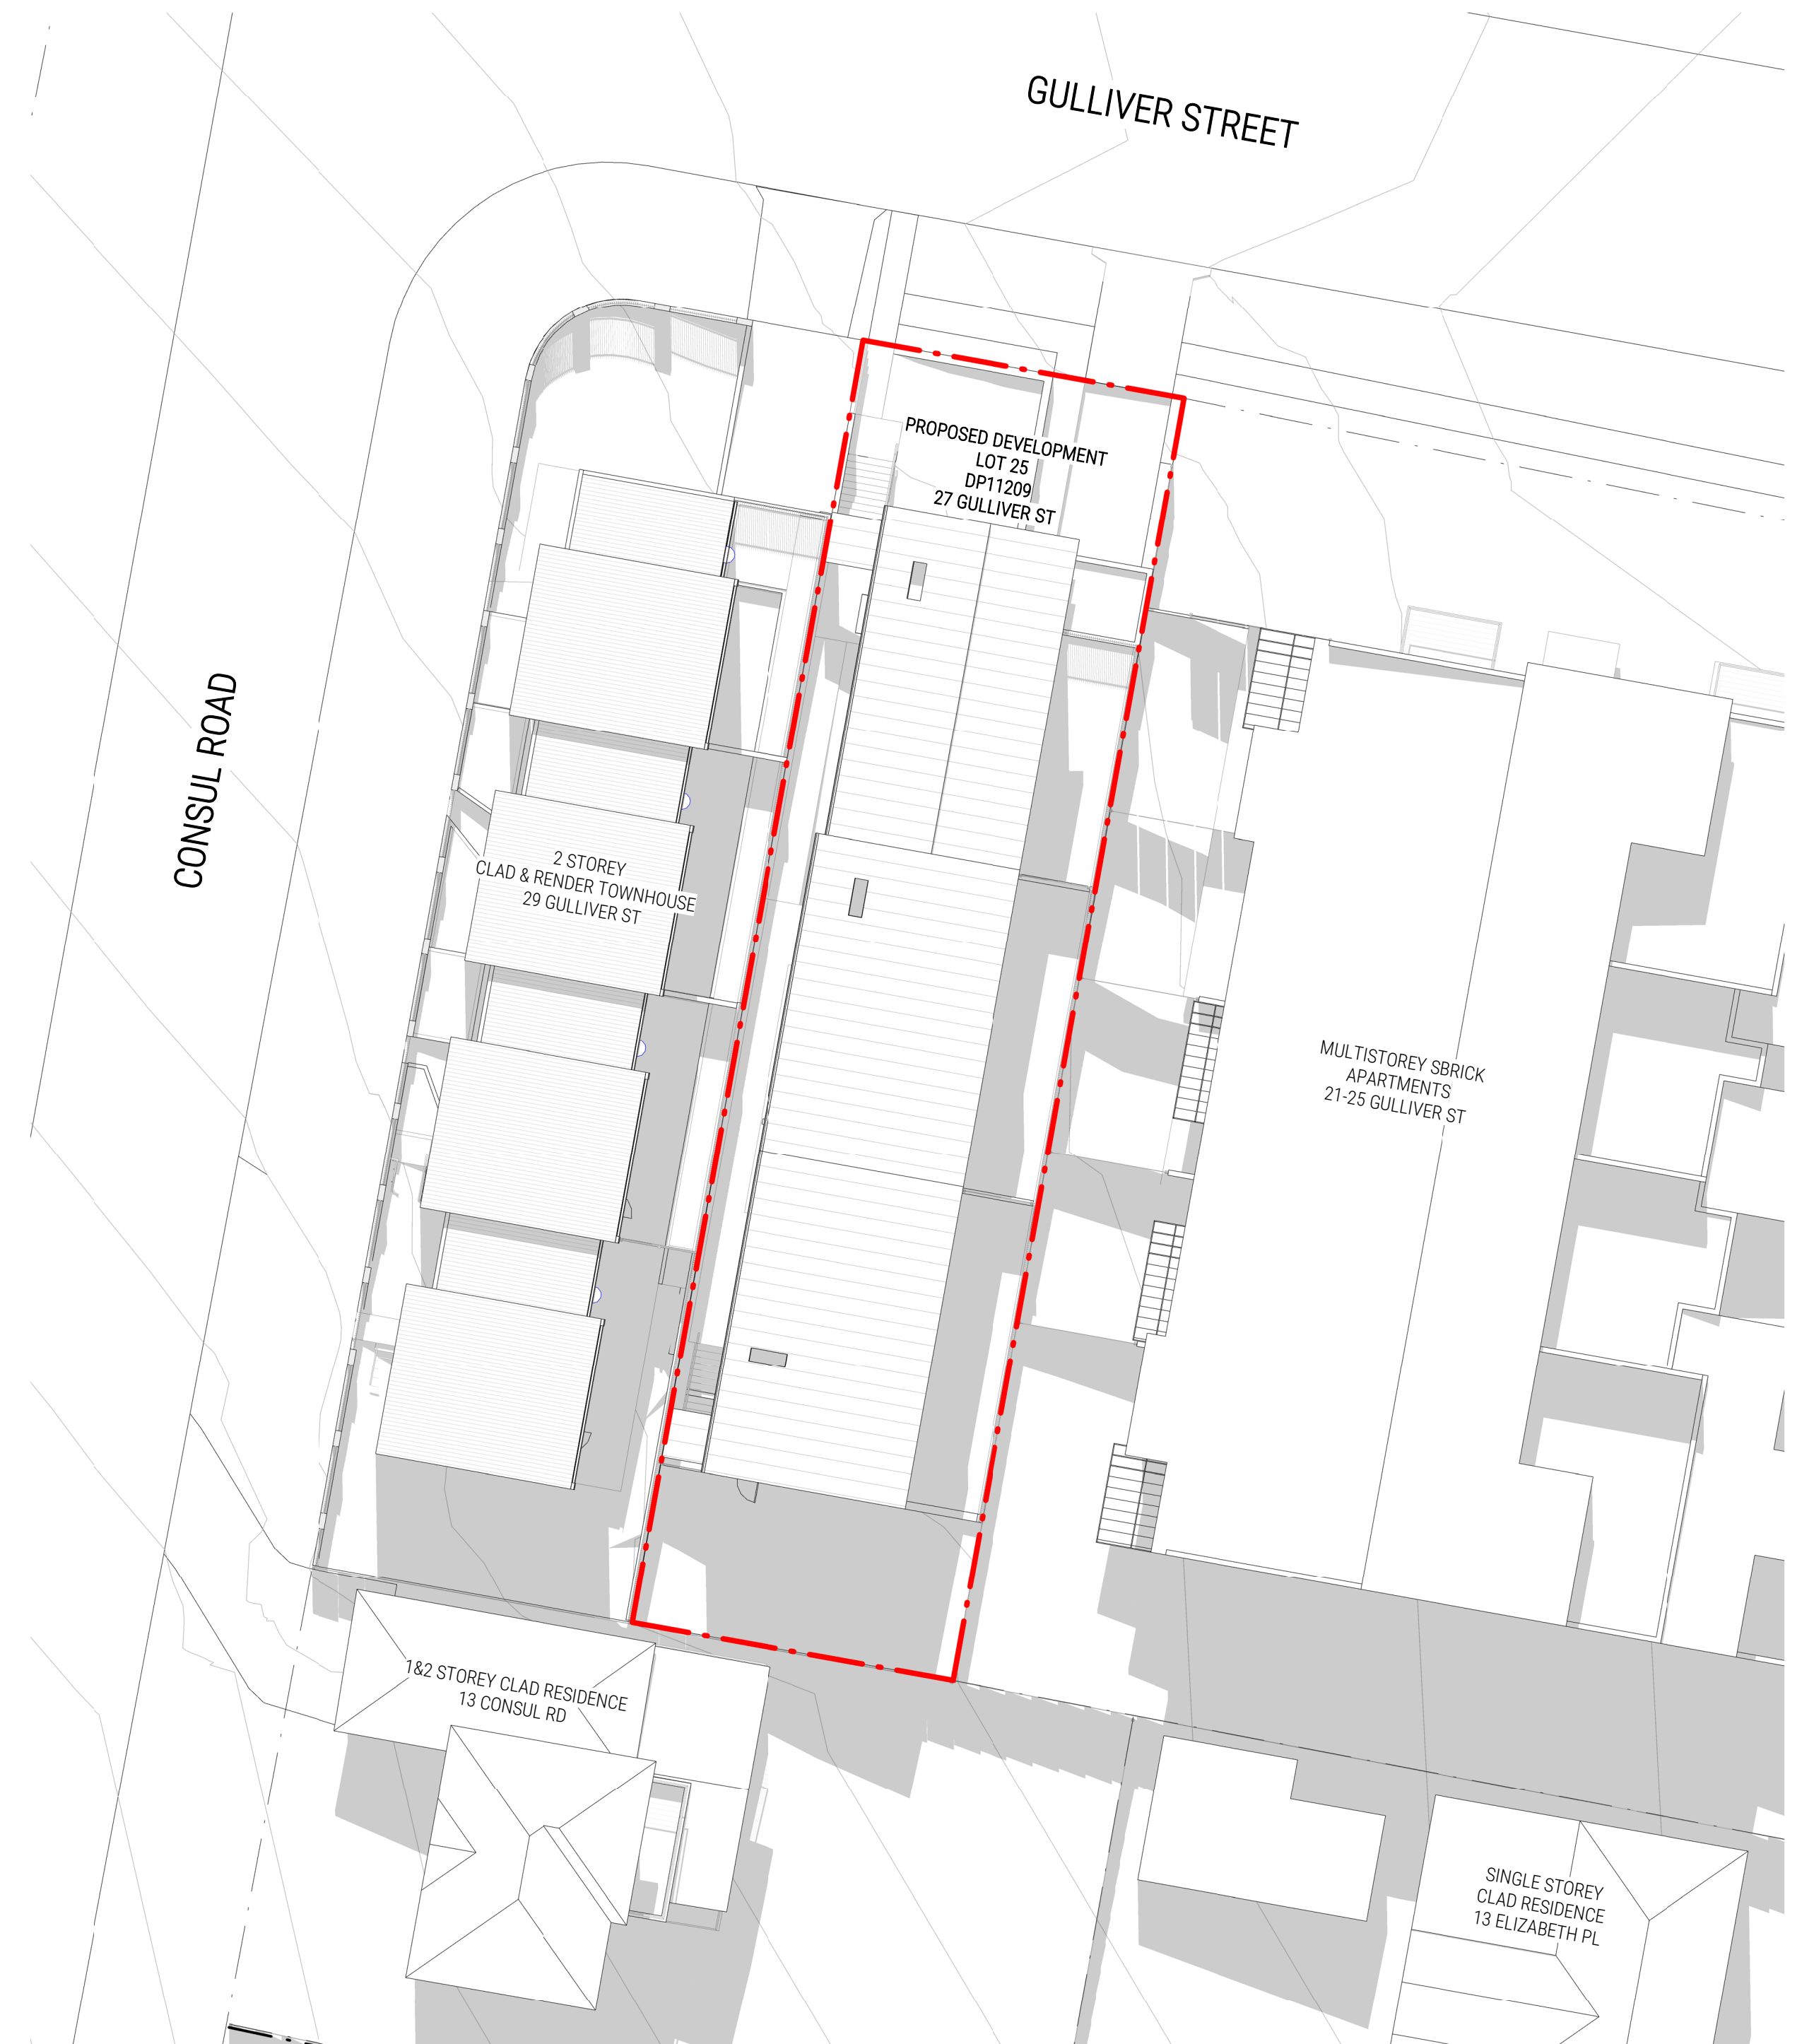 GULLIVER STREET
PROPOSED DEVELOPMENT
LOT 25
DP11209
27 GULLIVER ST
CONSUL ROAD
2 STOREY
CLAD & RENDER TOWNHOUSE
29 GULLIVER ST
MULTISTOREY SBRICK
APARTMENTS
21-25 GULLIVER ST
1&2 STOREY CLAD RESIDENCE
13 CONSUL RD
SINGLE STOREY
CLAD RESIDENCE
13 ELIZABETH PL